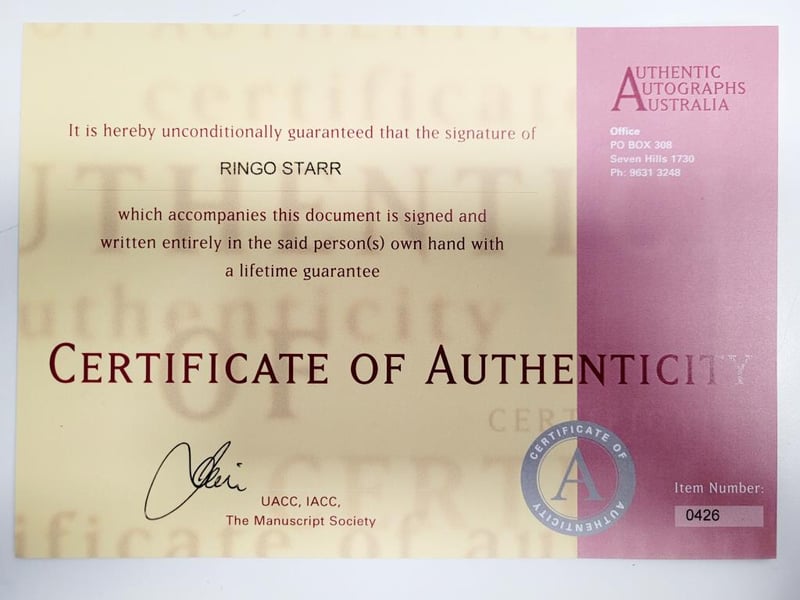 It is hereby unconditionally guaranteed that the signature of
RINGO STARR
which accompanies this document is signed and
written entirely in the said person(s) own hand with
a lifetime guarantee
CERTIFICATE OF AUTHENTICITY
UACC, IACC,
The Manuscript Society
CERTIFICATE OF
A
AUTHENTICITY
AUTHENTIC
AUTOGRAPHS
AUSTRALIA
Office
PO BOX 308
Seven Hills 1730
Ph: 9631 3248
Item Number:
0426